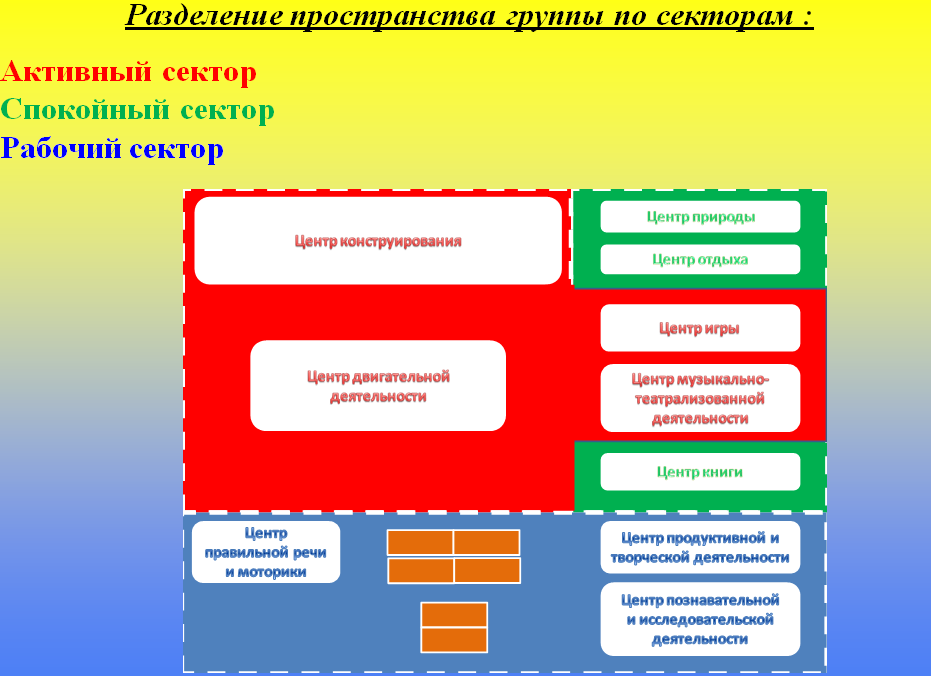 Разделение пространства группы по секторам :
Активный сектор
Спокойный сектор
Рабочий сектор
Центр конструирования
Центр природы
Центр отдыха
Центр игры
Центр двигательной
деятельности
Центр музыкально-
театрализованной
деятельности
Центр книги
Центр
правильной речи
и моторики
Центр продуктивной и
творческой деятельности
Центр познавательной
и исследовательской
деятельности